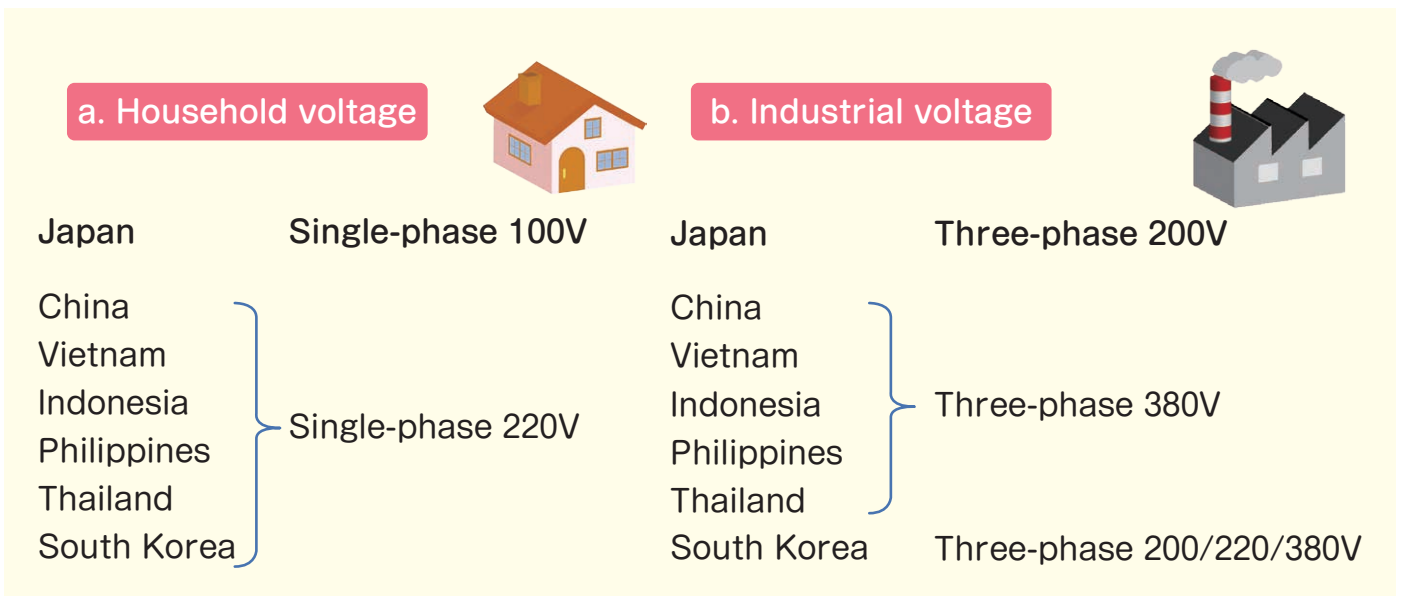 a. Household voltage
Japan Single-phase 100V
China
Vietnam
Indonesia
Philippines
Thailand
South Korea
Single-phase 220V
b. Industrial voltage
Japan Three-phase 200V
China
Vietnam
Indonesia
Philippines
Thailand
Three-phase 380V
South Korea Three-phase 200/220/380V